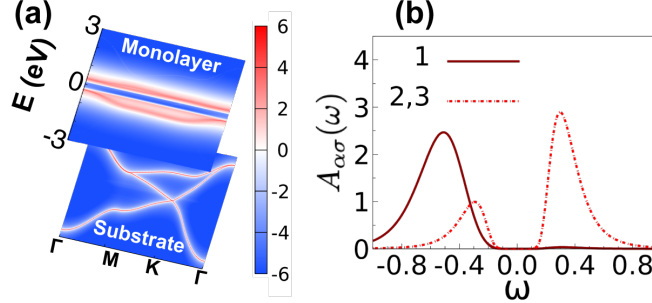 (a)
Monolayer
3
0
-3
E (eV)
Substrate
Γ M K Γ
6
4
2
0
-2
-4
-6
(b)
1
2,3
4
3
2
1
0
A_ασ(ω)
-0.8 -0.4 0.0 0.4 0.8
ω